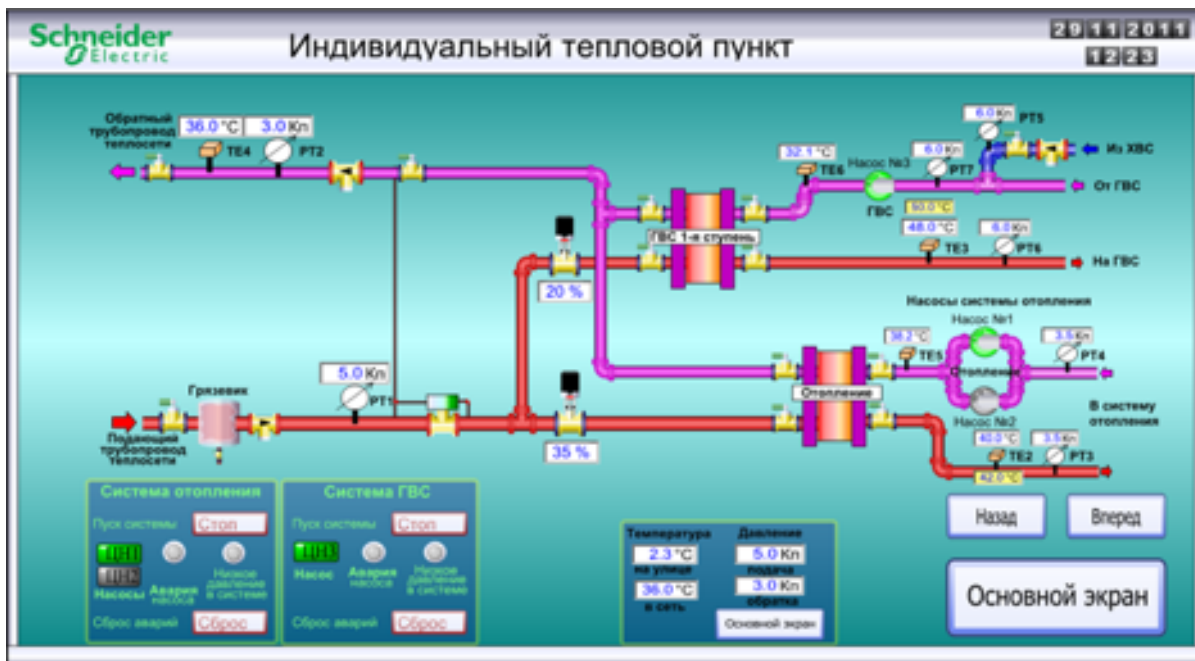 Schneider
Electric
Индивидуальный тепловой пункт
29 11 2011
12 23
Обратный
трубопровод
теплосети
36.0 °C
3.0 Кп
TE4
PT2
6.0 Кп
PT5
Из ХВС
32.1 °C
TE6
Насос №3
6.0 Кп
PT7
От ГВС
ГВС
50.0 °C
48.0 °C
6.0 Кп
TE3
PT6
На ГВС
ГВС 1-я ступень
20 %
Насосы системы отопления
Насос №1
38.2 °C
TE5
3.5 Кп
PT4
Отопление
Насос №2
Отопление
В систему
отопления
40.0 °C
3.5 Кп
TE2
PT3
42.0 °C
5.0 Кп
PT1
Грязевик
Подающий
трубопровод
теплосети
35 %
Система отопления
Пуск системы
Стоп
ЦН1
ЦН2
Насосы
Авария
насоса
Низкое
давление
в системе
Сброс аварий
Сброс
Система ГВС
Пуск системы
Стоп
ЦН3
Насос
Авария
насоса
Низкое
давление
в системе
Сброс аварий
Сброс
Температура
Давление
2.3 °C
5.0 Кп
на улице
подача
36.0 °C
3.0 Кп
в сеть
обратка
Основной экран
Назад
Вперед
Основной экран